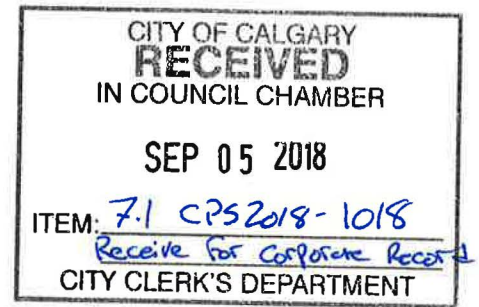 CITY OF CALGARY
RECEIVED
IN COUNCIL CHAMBER
SEP 05 2018
ITEM: 7.1 CPS2018-1018
Receive for Corporate Record
CITY CLERK'S DEPARTMENT